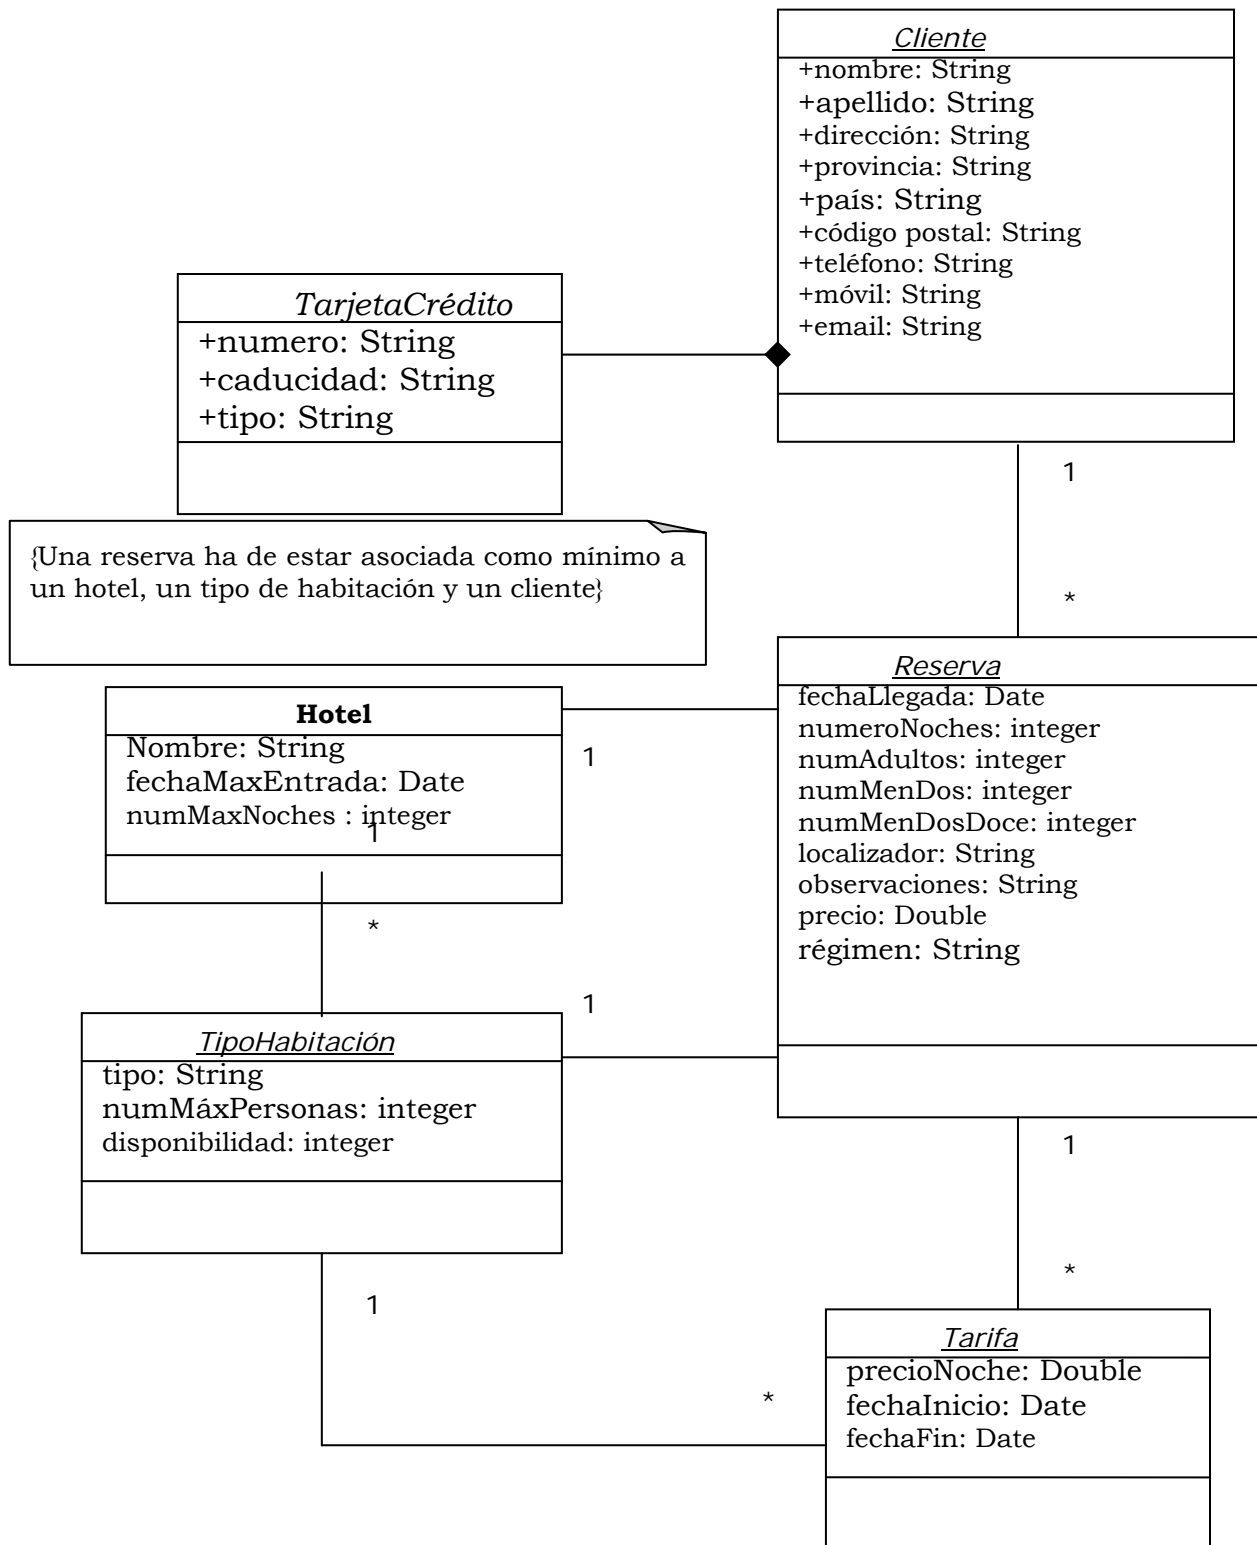 Cliente
+nombre: String
+apellido: String
+dirección: String
+provincia: String
+país: String
+código postal: String
+teléfono: String
+móvil: String
+email: String
TarjetaCrédito
+numero: String
+caducidad: String
+tipo: String
1
*
{Una reserva ha de estar asociada como mínimo a
un hotel, un tipo de habitación y un cliente}
Hotel
Nombre: String
fechaMaxEntrada: Date
numMaxNoches : integer
1
1
*
Reserva
fechaLlegada: Date
numeroNoches: integer
numAdultos: integer
numMenDos: integer
numMenDosDoce: integer
localizador: String
observaciones: String
precio: Double
régimen: String
1
TipoHabitación
tipo: String
numMáxPersonas: integer
disponibilidad: integer
1
*
1
*
Tarifa
precioNoche: Double
fechaInicio: Date
fechaFin: Date